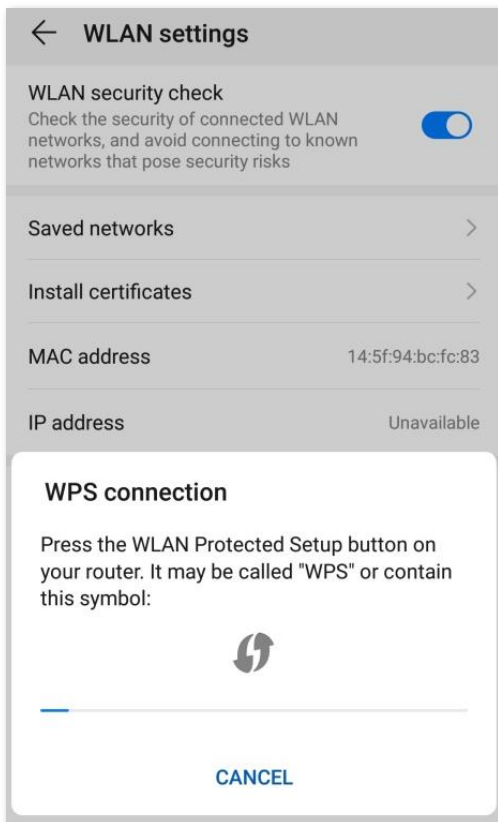 WLAN settings
WLAN security check
Check the security of connected WLAN
networks, and avoid connecting to known
networks that pose security risks
Saved networks
Install certificates
MAC address 14:5f:94:bc:fc:83
IP address Unavailable
WPS connection
Press the WLAN Protected Setup button on
your router. It may be called "WPS" or contain
this symbol:
CANCEL